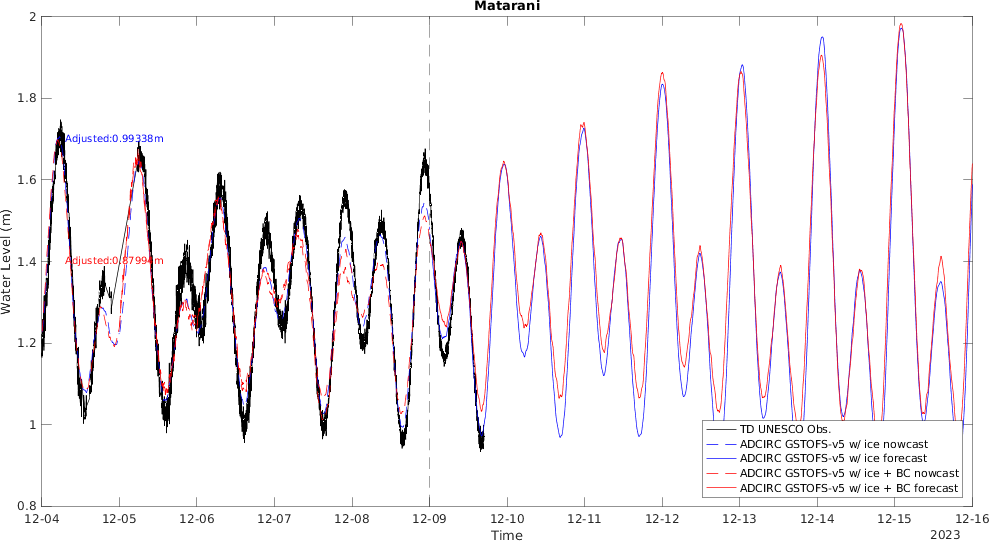 Matarani
2
1.8
1.6
1.4
1.2
1
0.8
Water Level (m)
Adjusted:0.99338m
Adjusted:0.87994m
TD UNESCO Obs.
ADCIRC GSTOFS-v5 w/ ice nowcast
ADCIRC GSTOFS-v5 w/ ice forecast
ADCIRC GSTOFS-v5 w/ ice + BC nowcast
ADCIRC GSTOFS-v5 w/ ice + BC forecast
12-04 12-05 12-06 12-07 12-08 12-09 12-10 12-11 12-12 12-13 12-14 12-15 12-16
Time
2023